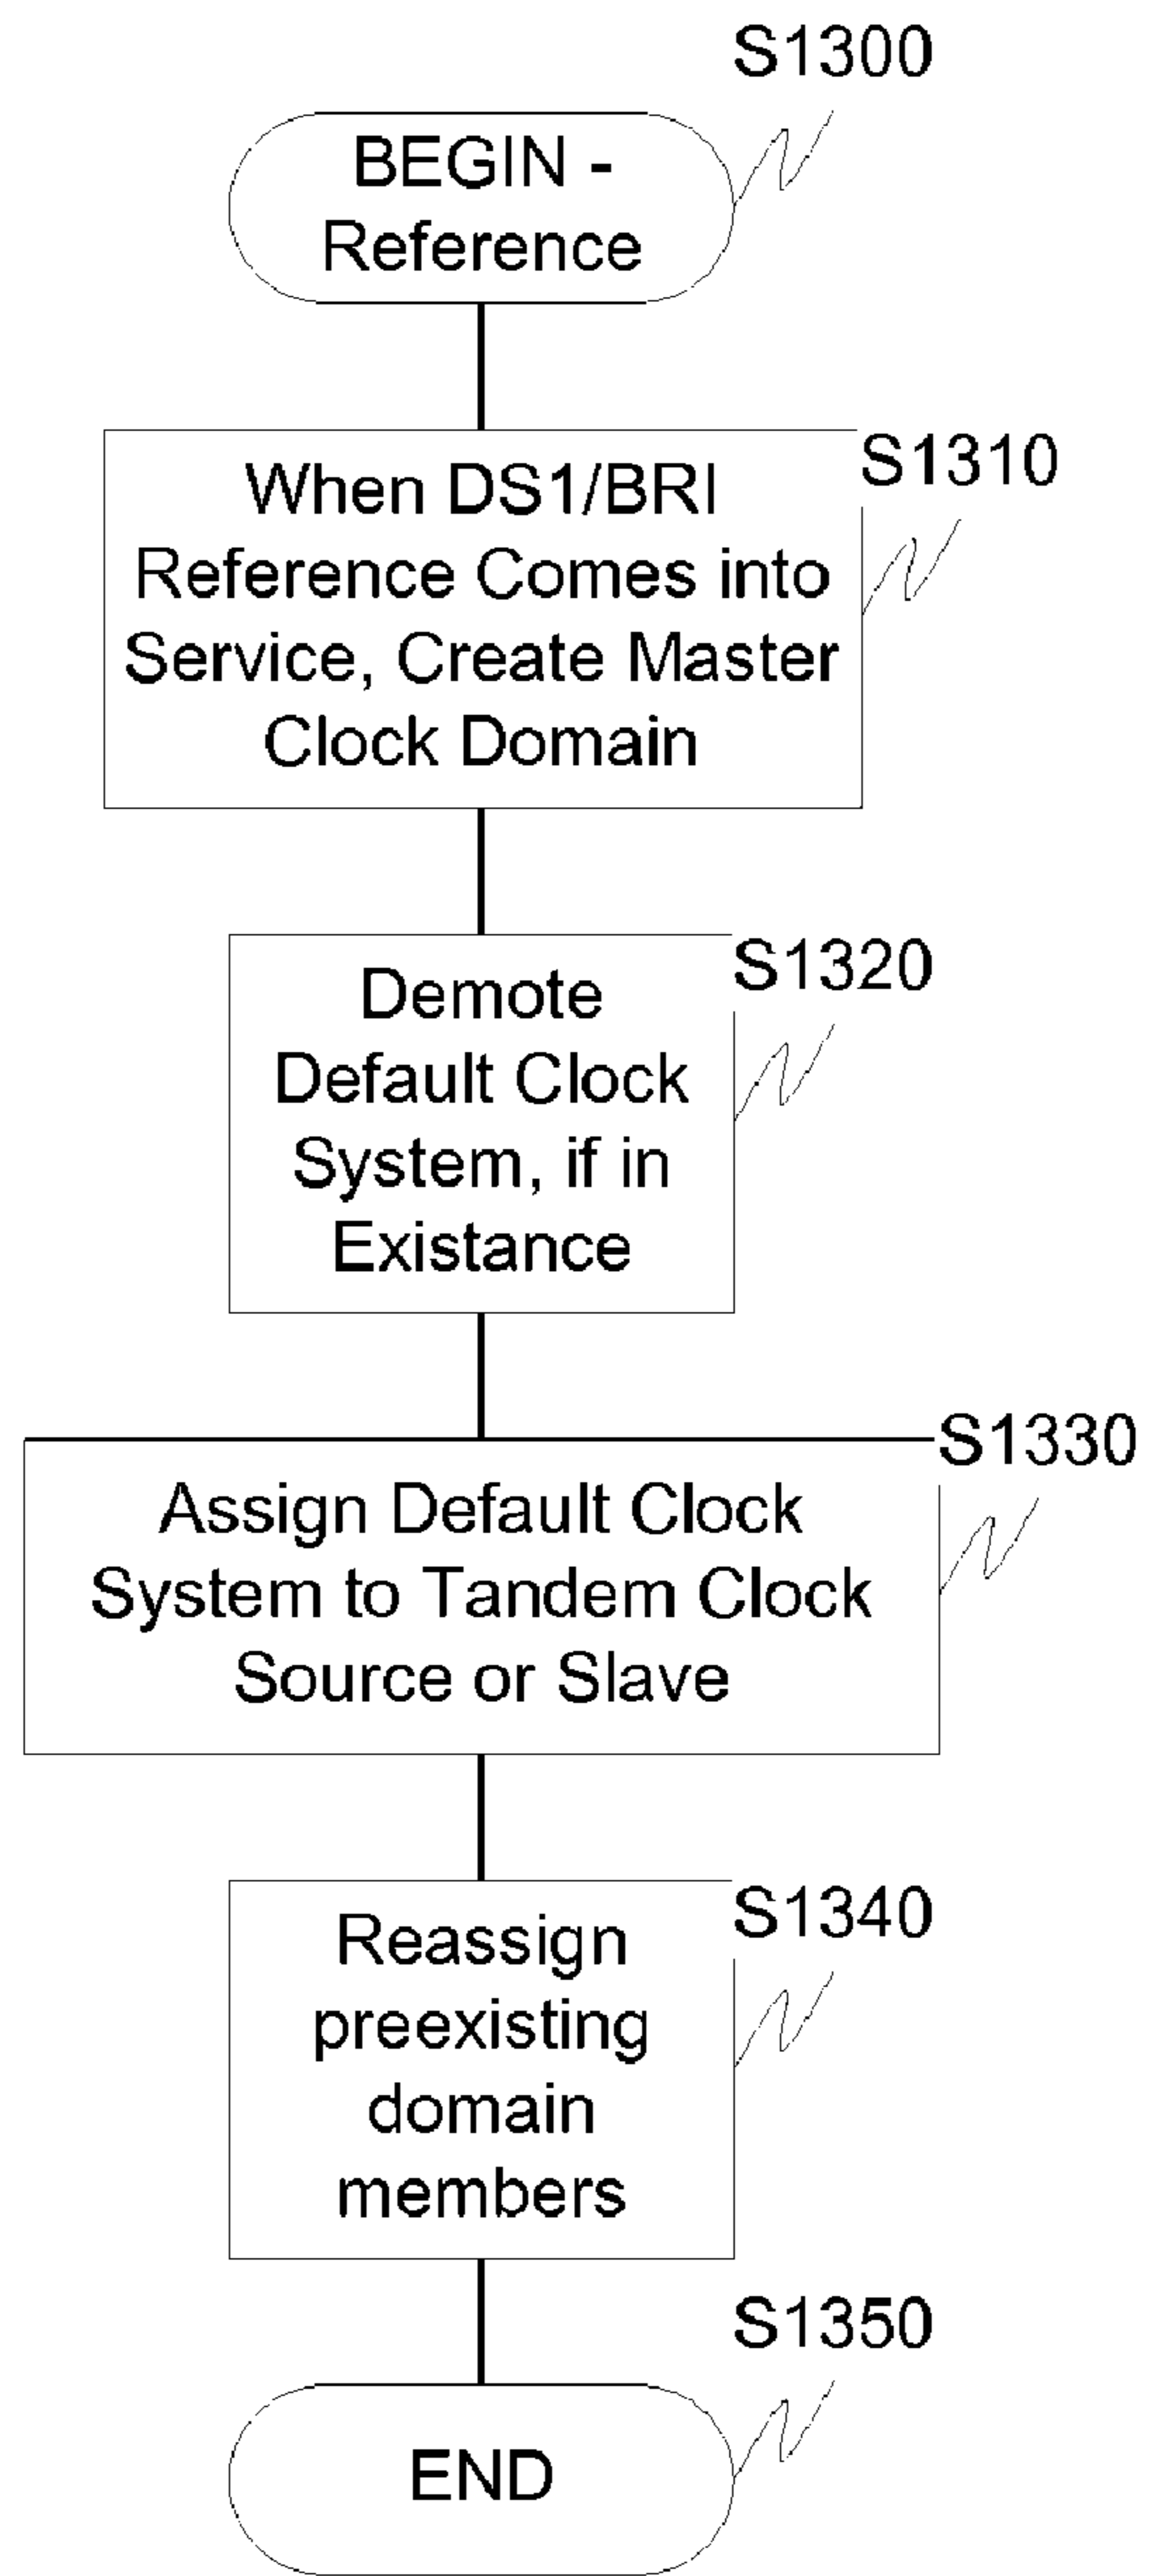 S1300
BEGIN -
Reference
S1310
When DS1/BRI
Reference Comes into
Service, Create Master
Clock Domain
S1320
Demote
Default Clock
System, if in
Existance
S1330
Assign Default Clock
System to Tandem Clock
Source or Slave
S1340
Reassign
preexisting
domain
members
S1350
END